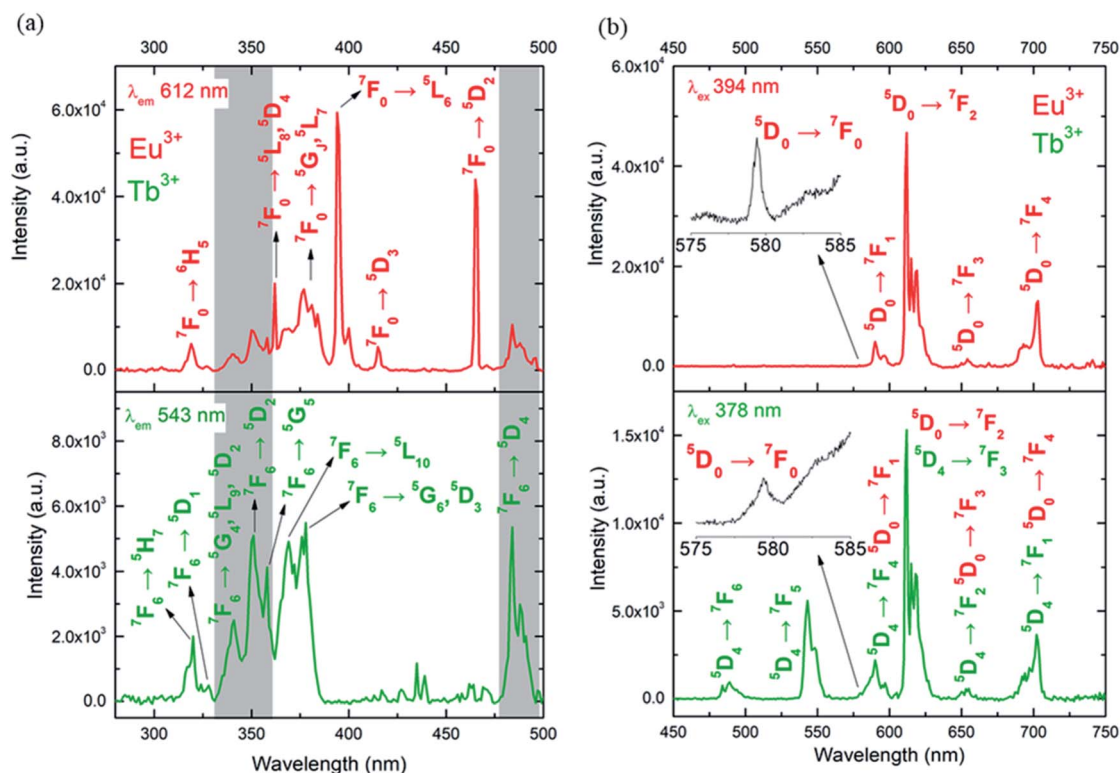 (a)
300 350 400 450 500
λem 612 nm
Eu³⁺
Tb³⁺
⁷F₀ → ⁶H₅
⁷F₀ → ⁵L₈, ⁵D₄
⁷F₀ → ⁵G_J, ⁵L₇
⁷F₀ → ⁵L₆
⁷F₀ → ⁵D₃
⁷F₀ → ⁵D₂
6.0x10⁴
4.0x10⁴
2.0x10⁴
0.0
Intensity (a.u.)
λem 543 nm
⁷F₆ → ⁵H₇
⁷F₆ → ⁵D₁
⁷F₆ → ⁵G₄, ⁵L₉, ⁵D₂
⁷F₆ → ⁵D₂
⁷F₆ → ⁵G₅
⁷F₆ → ⁵L₁₀
⁷F₆ → ⁵G₆, ⁵D₃
⁷F₆ → ⁵D₄
8.0x10³
6.0x10³
4.0x10³
2.0x10³
0.0
Intensity (a.u.)
300 350 400 450 500
Wavelength (nm)
(b)
450 500 550 600 650 700 750
λex 394 nm
Eu³⁺
Tb³⁺
⁵D₀ → ⁷F₀
575 580 585
⁵D₀ → ⁷F₁
⁵D₀ → ⁷F₂
⁵D₀ → ⁷F₃
⁵D₀ → ⁷F₄
6.0x10⁴
4.0x10⁴
2.0x10⁴
0.0
Intensity (a.u.)
λex 378 nm
⁵D₀ → ⁷F₀
575 580 585
⁵D₄ → ⁷F₆
⁵D₄ → ⁷F₅
⁵D₄ → ⁷F₄
⁵D₀ → ⁷F₁
⁵D₀ → ⁷F₂
⁵D₄ → ⁷F₃
⁵D₄ → ⁷F₂
⁵D₀ → ⁷F₃
⁵D₄ → ⁷F₁
⁵D₀ → ⁷F₄
1.5x10⁴
1.0x10⁴
5.0x10³
0.0
Intensity (a.u.)
450 500 550 600 650 700 750
Wavelength (nm)